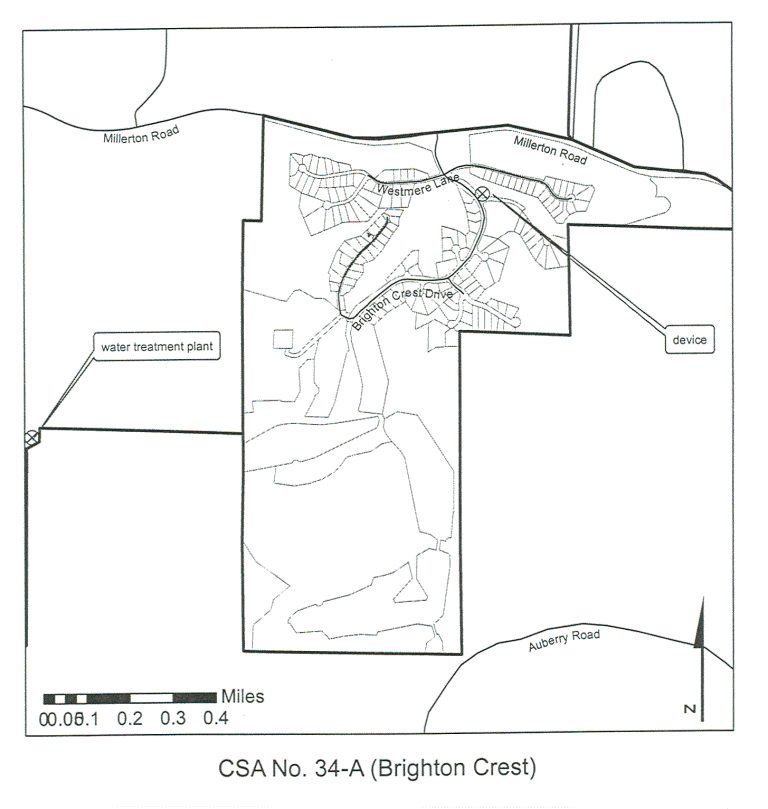 Millerton Road
Millerton Road
Westmere Lane
Brighton Crest Drive
water treatment plant
device
Auberry Road
Miles
0 0.05 0.1 0.2 0.3 0.4
N
CSA No. 34-A (Brighton Crest)